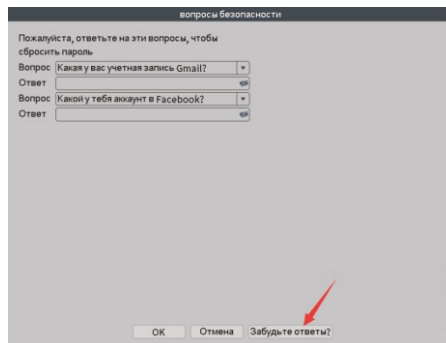 вопросы безопасности
Пожалуйста, ответьте на эти вопросы, чтобы
сбросить пароль
Вопрос Какая у вас учетная запись Gmail?
Ответ
Вопрос Какой у тебя аккаунт в Facebook?
Ответ
OK Отмена Забудьте ответы?